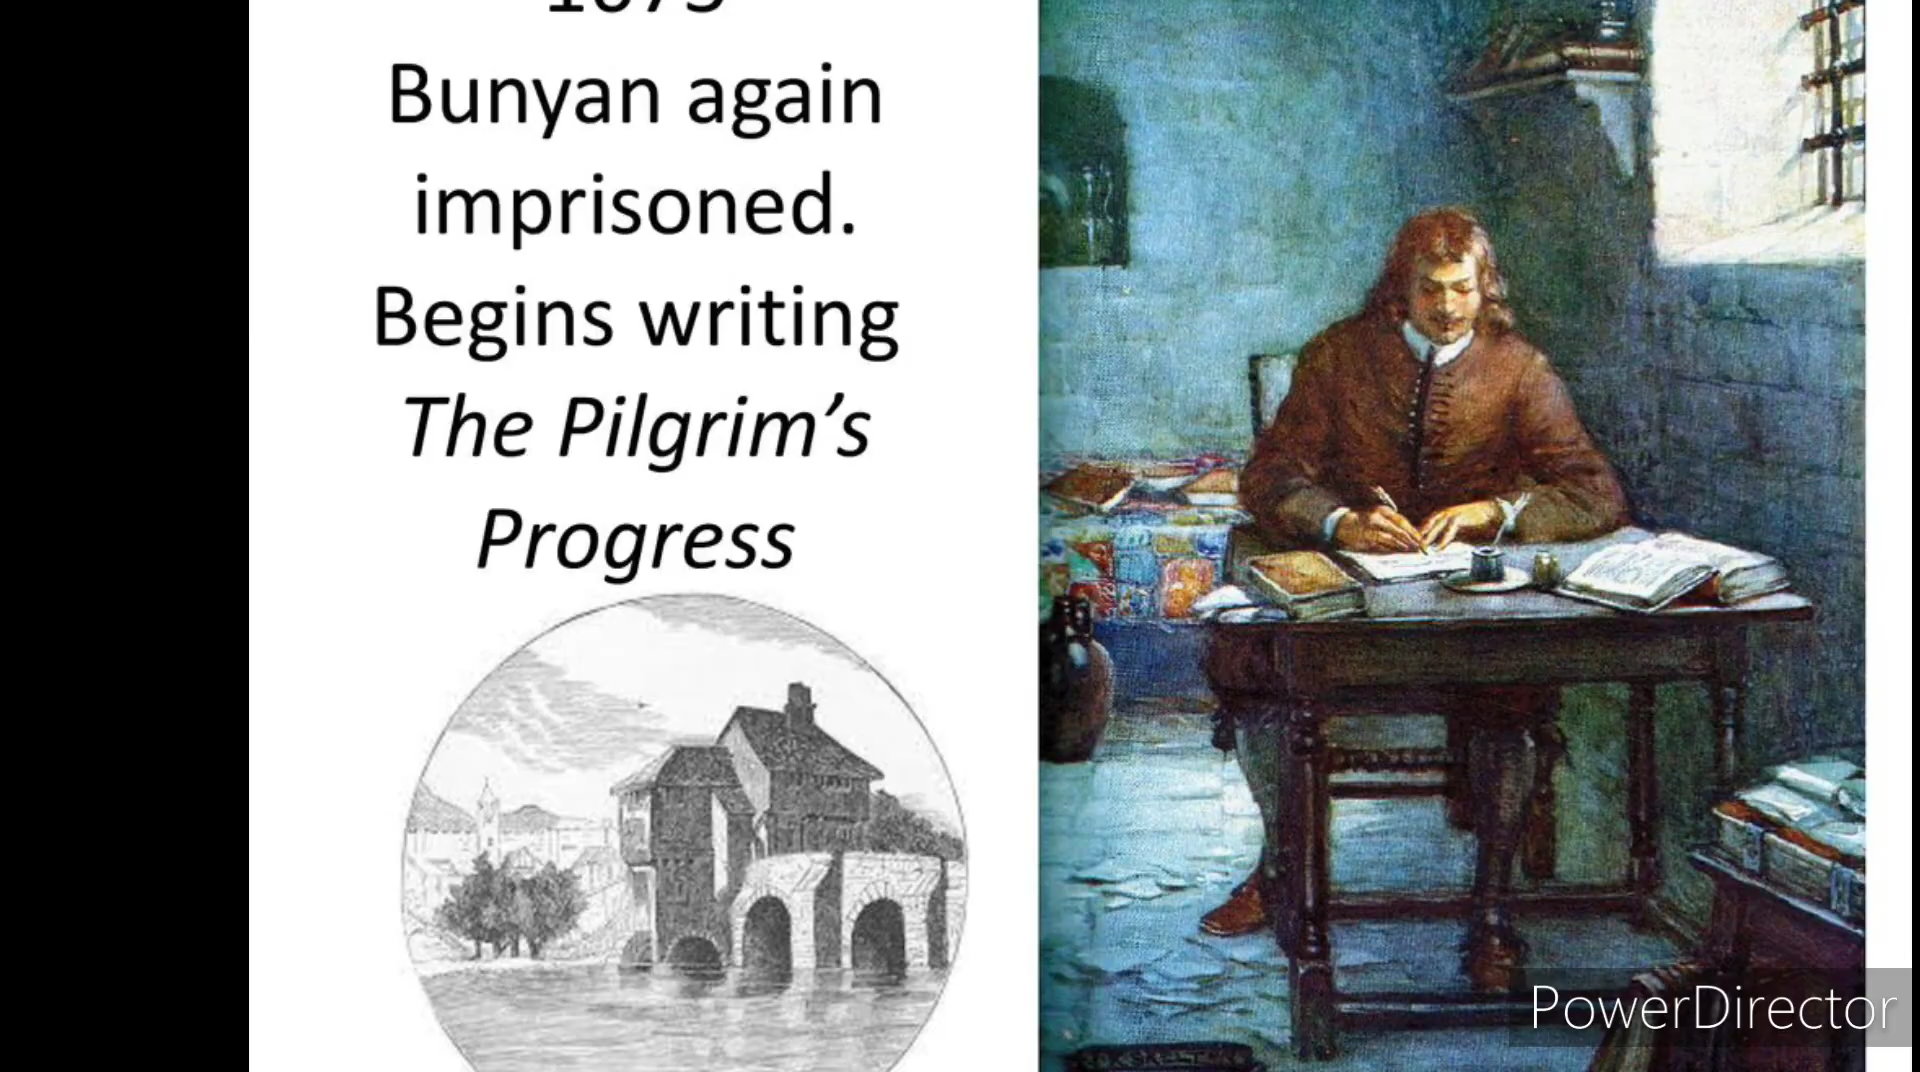 Bunyan again
imprisoned.
Begins writing
The Pilgrim’s
Progress
PowerDirector